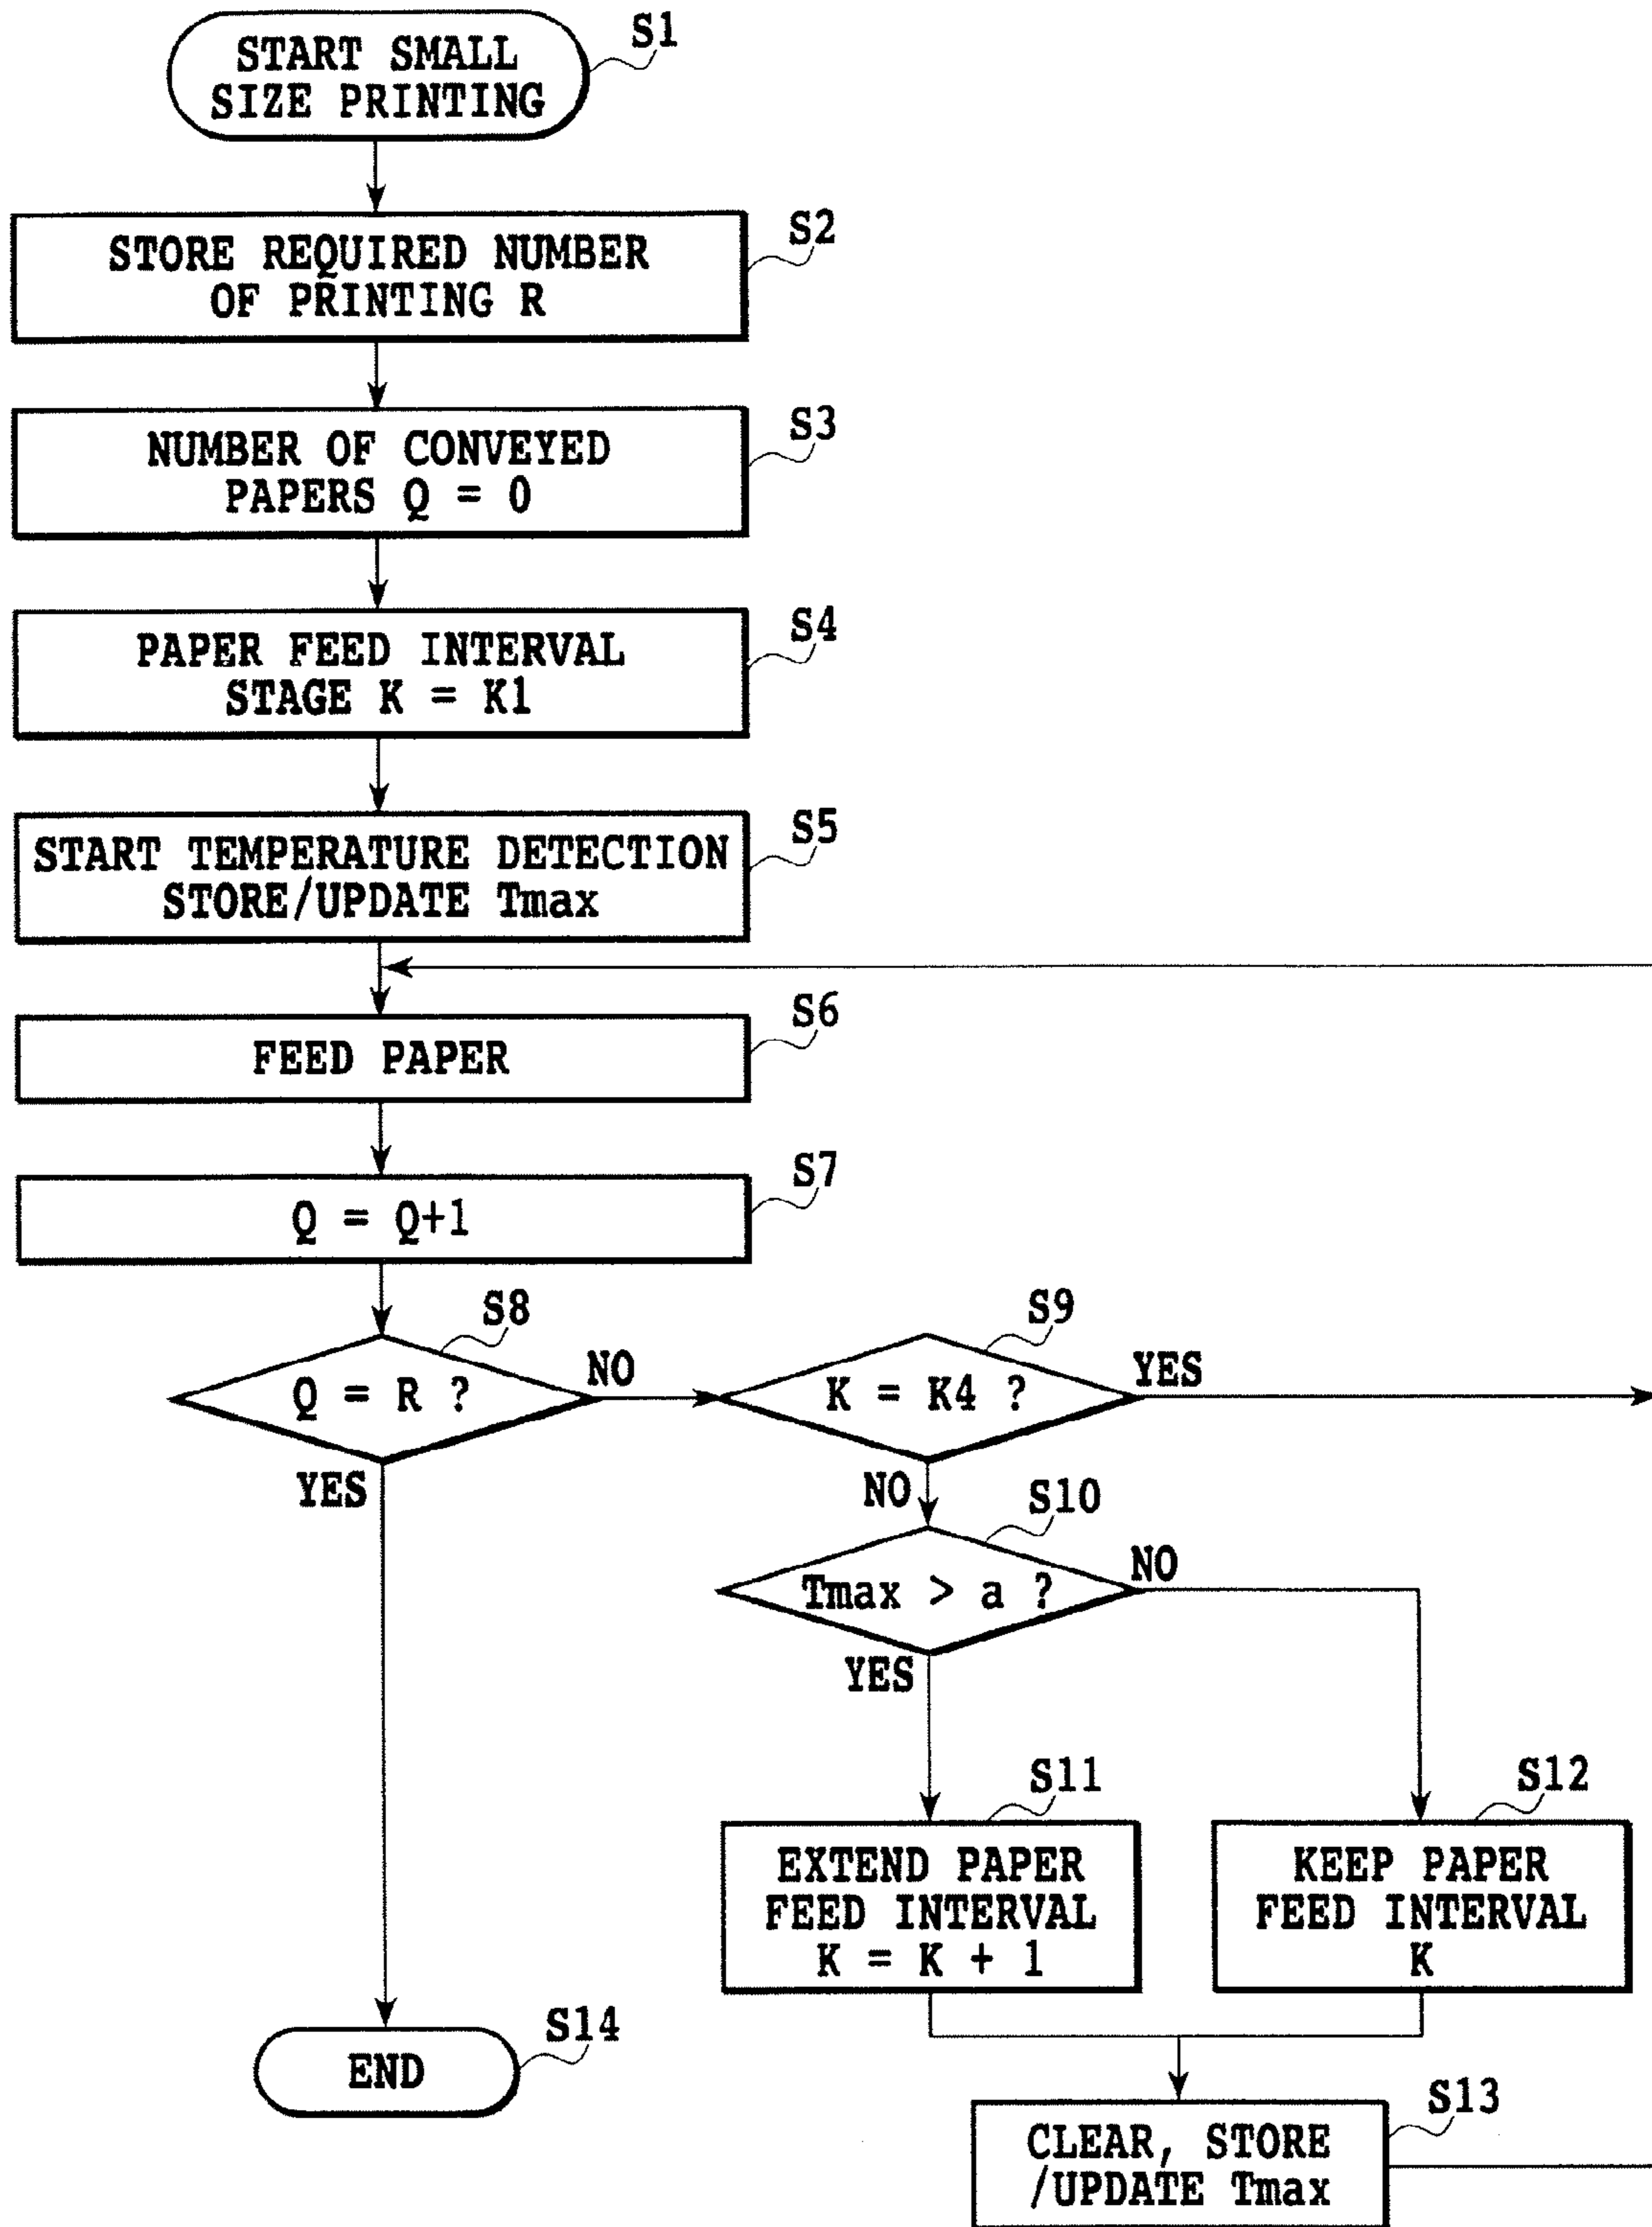 START SMALL
SIZE PRINTING
S1
STORE REQUIRED NUMBER
OF PRINTING R
S2
NUMBER OF CONVEYED
PAPERS Q = 0
S3
PAPER FEED INTERVAL
STAGE K = K1
S4
START TEMPERATURE DETECTION
STORE/UPDATE Tmax
S5
FEED PAPER
S6
Q = Q+1
S7
Q = R ?
S8
NO
YES
K = K4 ?
S9
YES
NO
Tmax > a ?
S10
NO
YES
EXTEND PAPER
FEED INTERVAL
K = K + 1
S11
KEEP PAPER
FEED INTERVAL
K
S12
CLEAR, STORE
/UPDATE Tmax
S13
END
S14